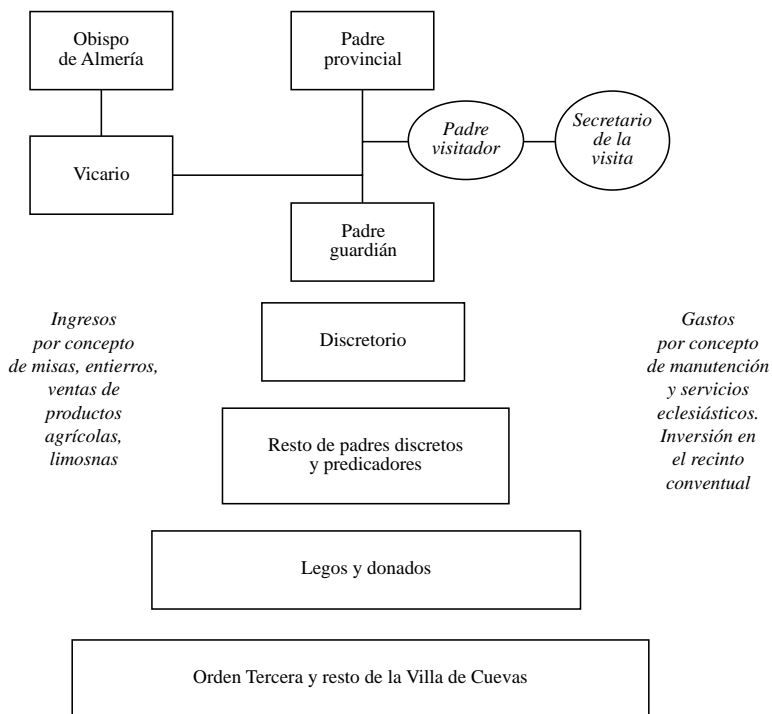 Obispo
de Almería
Padre
provincial
Padre
visitador
Secretario
de la
visita
Vicario
Padre
guardián
Ingresos
por concepto
de misas, entierros,
ventas de
productos
agrícolas,
limosnas
Discretorio
Gastos
por concepto
de manutención
y servicios
eclesiásticos.
Inversión en
el recinto
conventual
Resto de padres discretos
y predicadores
Legos y donados
Orden Tercera y resto de la Villa de Cuevas